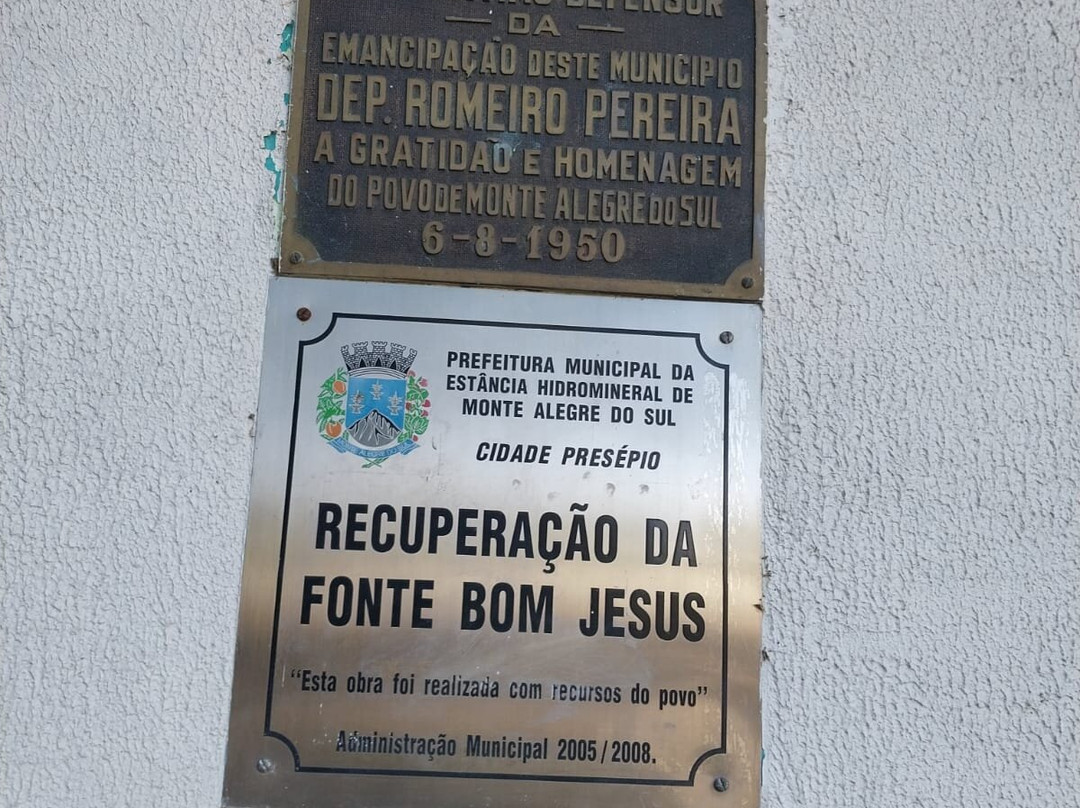 DEFENSOR
— DA —
EMANCIPAÇÃO DESTE MUNICIPIO
DEP. ROMEIRO PEREIRA
A GRATIDAO E HOMENAGEM
DO POVO DE MONTE ALEGRE DO SUL
6-8-1950
PREFEITURA MUNICIPAL DA
ESTÂNCIA HIDROMINERAL DE
MONTE ALEGRE DO SUL
CIDADE PRESÉPIO
RECUPERAÇÃO DA
FONTE BOM JESUS
"Esta obra foi realizada com recursos do povo"
Administração Municipal 2005/2008.